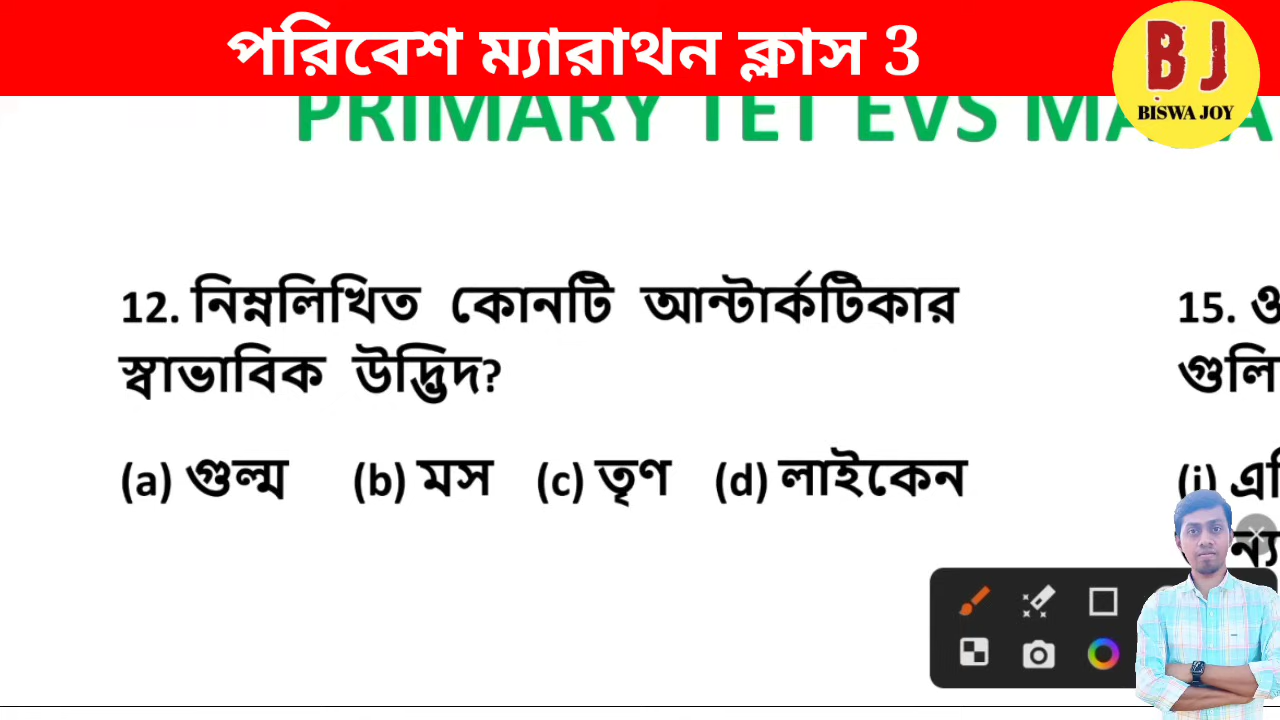 পরিবেশ ম্যারাথন ক্লাস 3
BJ
BISWA JOY
PRIMARY TET EVS
12. নিম্নলিখিত কোনটি আন্টার্কটিকার
স্বাভাবিক উদ্ভিদ?
(a) গুল্ম (b) মস (c) তৃণ (d) লাইকেন
15.
গুলি
(i)